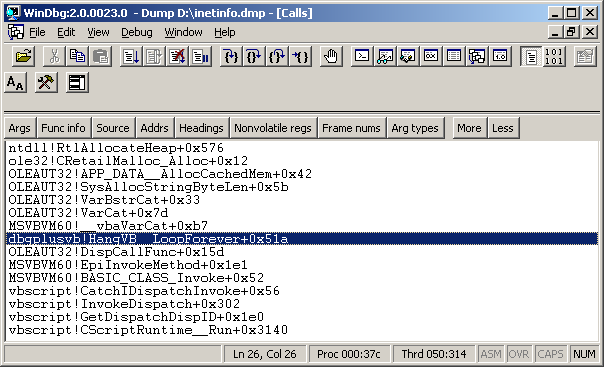 WinDbg:2.0.0023.0 - Dump D:\inetinfo.dmp - [Calls]
File Edit View Debug Window Help
101
101
AA
Args Func info Source Addrs Headings Nonvolatile regs Frame nums Arg types More Less
ntdll!RtlAllocateHeap+0x576
ole32!CRetailMalloc_Alloc+0x12
OLEAUT32!APP_DATA__AllocCachedMem+0x42
OLEAUT32!SysAllocStringByteLen+0x5b
OLEAUT32!VarBstrCat+0x33
OLEAUT32!VarCat+0x7d
MSVBVM60!__vbaVarCat+0xb7
dbgplusvb!HangVB__LoopForever+0x51a
OLEAUT32!DispCallFunc+0x15d
MSVBVM60!EpiInvokeMethod+0x1e1
MSVBVM60!BASIC_CLASS_Invoke+0x52
vbscript!CatchIDispatchInvoke+0x56
vbscript!InvokeDispatch+0x302
vbscript!GetDispatchDispID+0x1e0
vbscript!CScriptRuntime__Run+0x3140
Ln 26, Col 26 Proc 000:37c Thrd 050:314 ASM OVR CAPS NUM